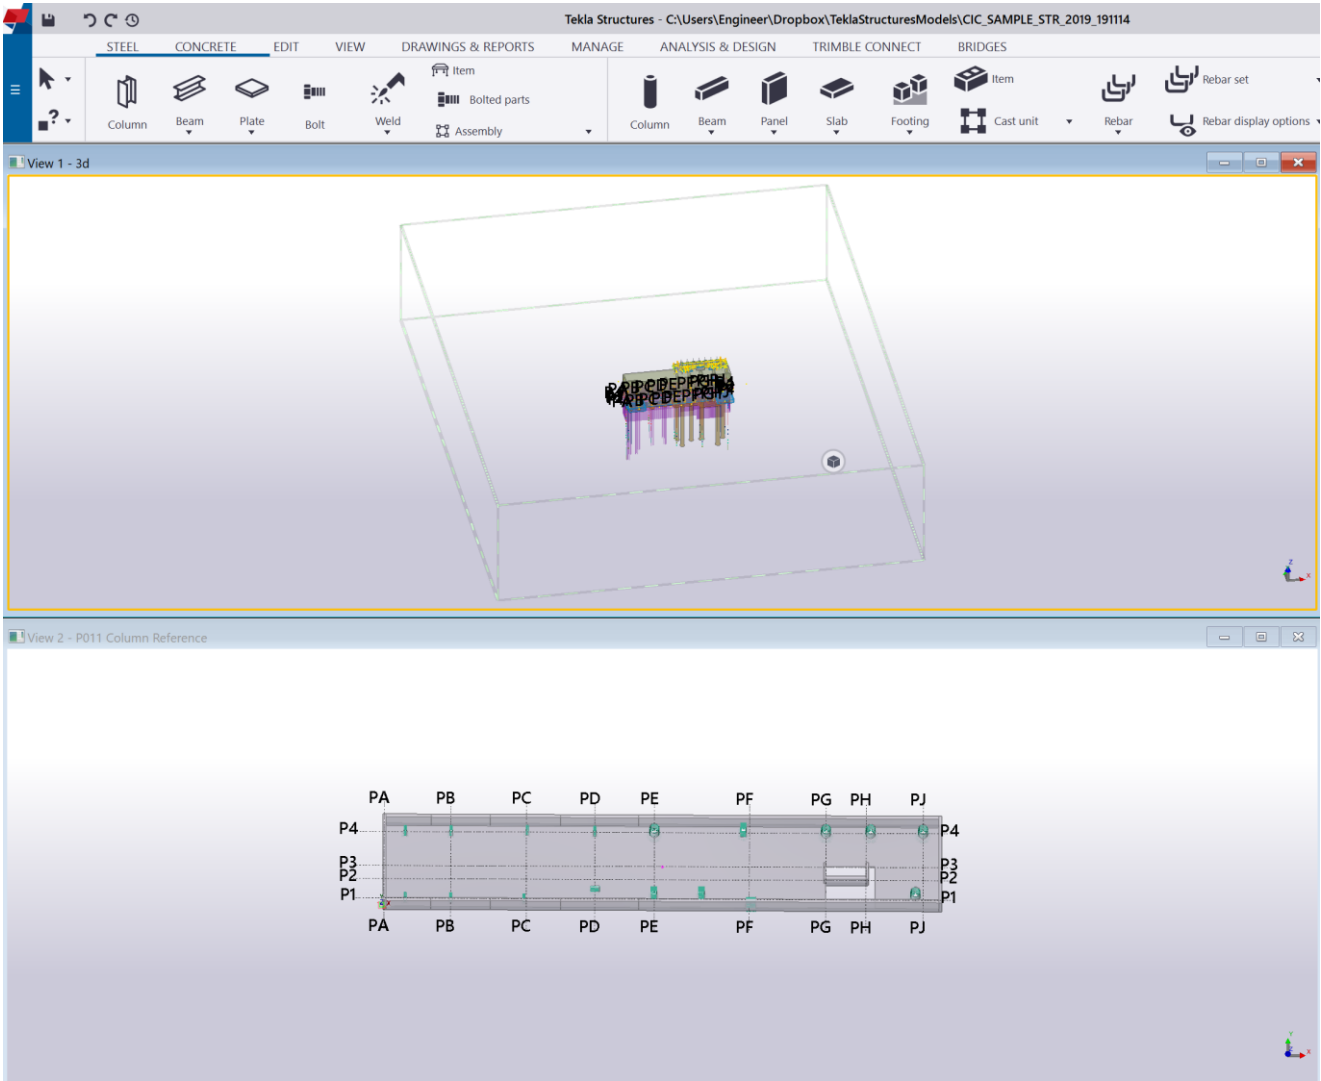 Tekla Structures - C:\Users\Engineer\Dropbox\TeklaStructuresModels\CIC_SAMPLE_STR_2019_191114
STEEL CONCRETE EDIT VIEW DRAWINGS & REPORTS MANAGE ANALYSIS & DESIGN TRIMBLE CONNECT BRIDGES
Item Item Rebar set
Bolted parts
Column Beam Plate Bolt Weld Assembly Column Beam Panel Slab Footing Cast unit Rebar Rebar display options
View 1 - 3d
z
x
View 2 - P011 Column Reference
PA PB PC PD PE PF PG PH PJ
P4 P4
P3 P3
P2 P2
P1 P1
PA PB PC PD PE PF PG PH PJ
Y
x